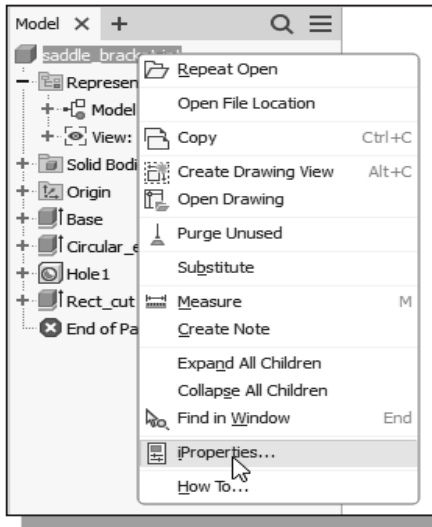 Model
saddle_bracket.ipt
Repeat Open
Represen
Open File Location
Model
View:
Copy Ctrl+C
Solid Bodi
Create Drawing View Alt+C
Origin
Open Drawing
Base
Purge Unused
Circular_e
Substitute
Hole1
Rect_cut
Measure M
End of Pa
Create Note
Expand All Children
Collapse All Children
Find in Window End
iProperties...
How To...